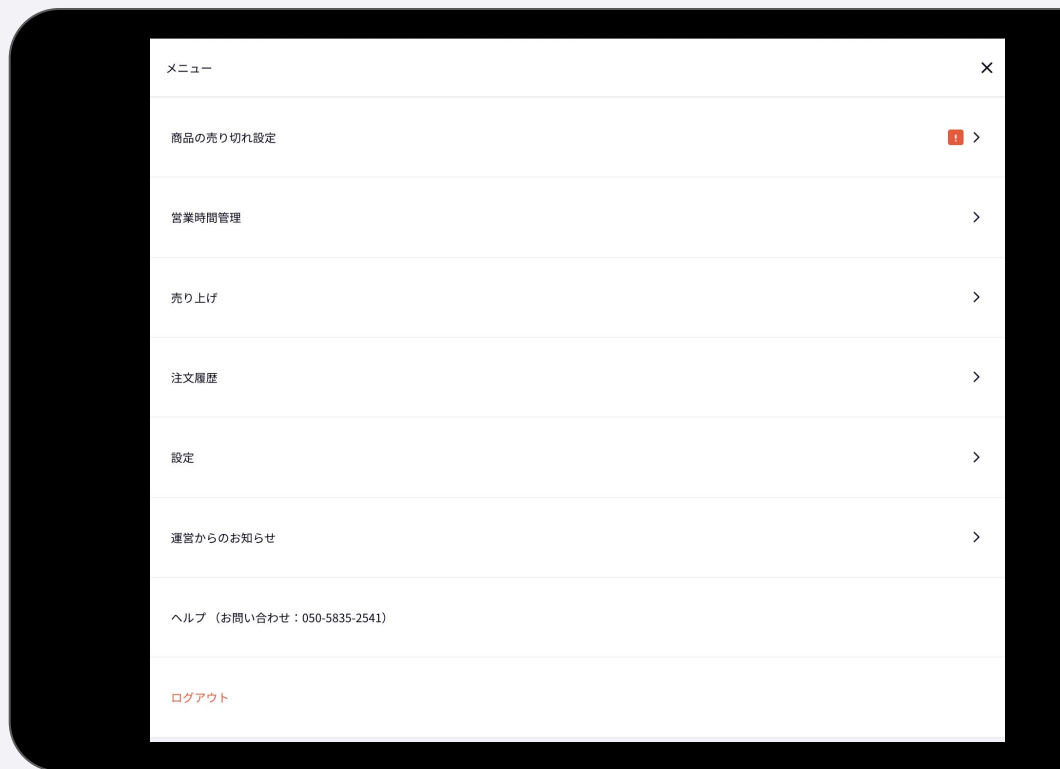 メニュー
商品の売り切れ設定
営業時間管理
売り上げ
注文履歴
設定
運営からのお知らせ
ヘルプ (お問い合わせ：050-5835-2541)
ログアウト